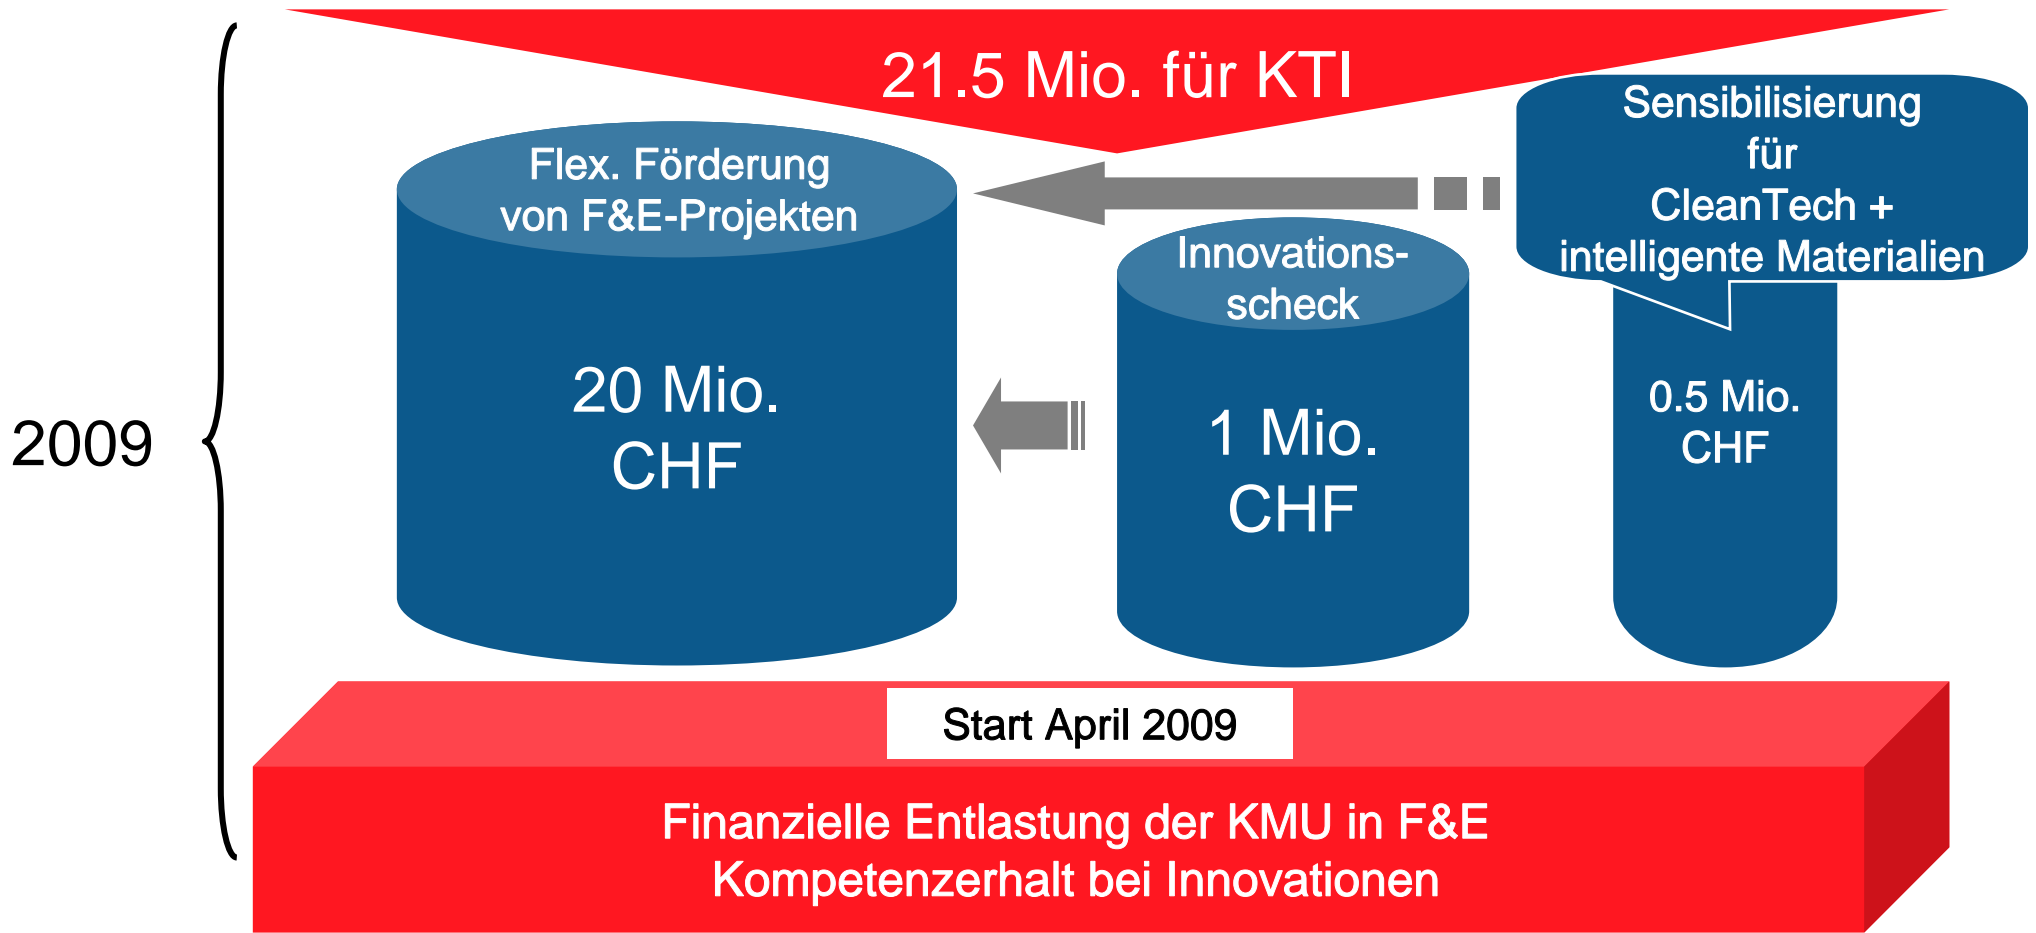 21.5 Mio. für KTI
Sensibilisierung
für
CleanTech +
intelligente Materialien
Flex. Förderung
von F&E-Projekten
Innovations-
scheck
20 Mio.
CHF
1 Mio.
CHF
0.5 Mio.
CHF
2009
Start April 2009
Finanzielle Entlastung der KMU in F&E
Kompetenzerhalt bei Innovationen